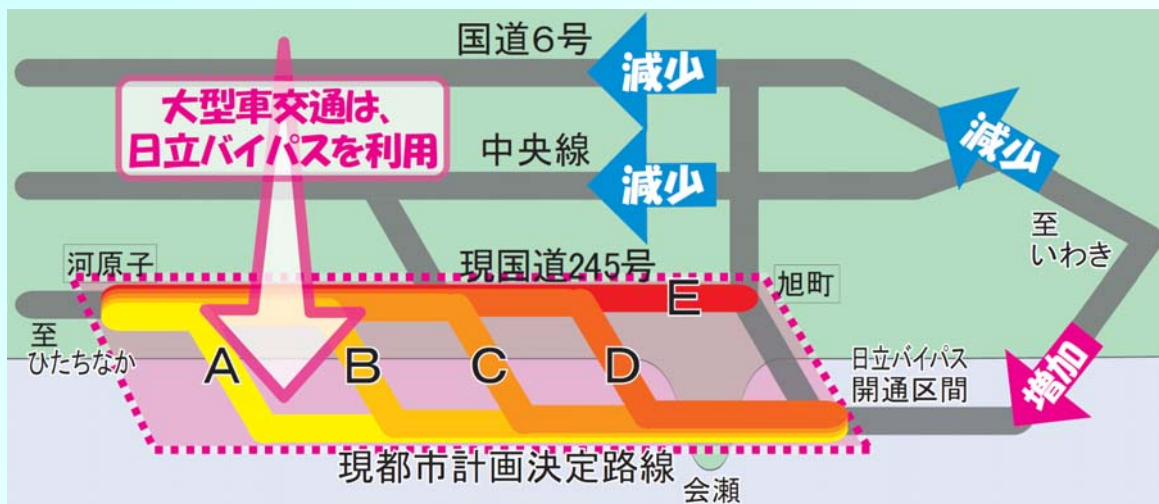 国道6号
減少
大型車交通は、
日立バイパスを利用
中央線
減少
減少
至
いわき
河原子
現国道245号
旭町
E
至
ひたちなか
A
B
C
D
日立バイパス
開通区間
増加
現都市計画決定路線
会瀬